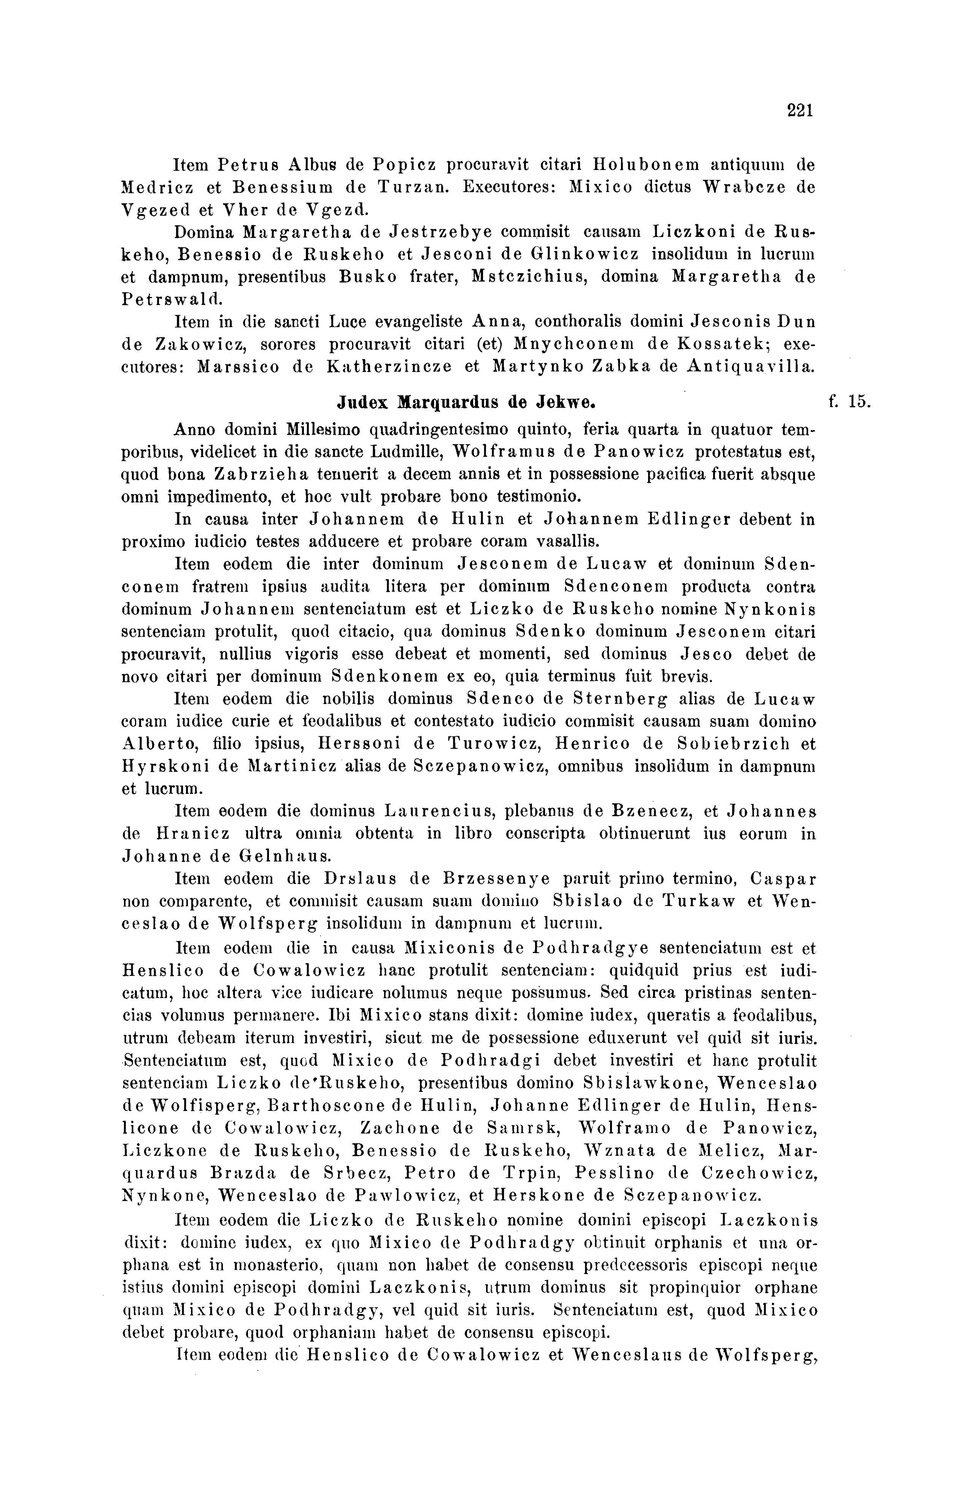 221
Item Petrus Albus de Popicz procuravit citari Holubonem antiquum de
Medricz et Benessium de Turzan. Executores: Mixico dictus Wrabcze de
Vgezed et Vher de Vgezd.
Domina Margaretha de Jestrzebye commisit causam Liczkoni de Rus-
keho, Benessio de Ruskeho et Jesconi de Glinkowicz insolidum in lucrum
et dampnum, presentibus Busko frater, Mstczichius, domina Margaretha de
Petrswald.
Item in die sancti Luce evangeliste Anna, conthoralis domini Jesconis Dun
de Zakowicz, sorores procuravit citari (et) Mnychconem de Kossatek; exe-
cutores: Marssico de Katherzincze et Martynko Zabka de Antiquavilla.
Judex Marquardus de Jekwe. f. 15.
Anno domini Millesimo quadringentesimo quinto, feria quarta in quatuor tem-
poribus, videlicet in die sancte Ludmille, Wolframus de Panowicz protestatus est,
quod bona Zabrzieha tenuerit a decem annis et in possessione pacifica fuerit absque
omni impedimento, et hoc vult probare bono testimonio.
In causa inter Johannem de Hulin et Johannem Edlinger debent in
proximo iudicio testes adducere et probare coram vasallis.
Item eodem die inter dominum Jesconem de Lucaw et dominum Sden-
conem fratrem ipsius audita litera per dominum Sdenconem producta contra
dominum Johannem sentenciatum est et Liczko de Ruskeho nomine Nynkonis
sentenciam protulit, quod citacio, qua dominus Sdenko dominum Jesconem citari
procuravit, nullius vigoris esse debeat et momenti, sed dominus Jesco debet de
novo citari per dominum Sdenkonem ex eo, quia terminus fuit brevis.
Item eodem die nobilis dominus Sdenco de Sternberg alias de Lucaw
coram iudice curie et feodalibus et contestato iudicio commisit causam suam domino
Alberto, filio ipsius, Herssoni de Turowicz, Henrico de Sobiebrzich et
Hyrskoni de Martinicz alias de Sczepanowicz, omnibus insolidum in dampnum
et lucrum.
Item eodem die dominus Laurencius, plebanus de Bzenecz, et Johannes
de Hranicz ultra omnia obtenta in libro conscripta obtinuerunt ius eorum in
Johanne de Gelnhaus.
Item eodem die Drslaus de Brzessenye paruit primo termino, Caspar
non comparente, et commisit causam suam domino Sbislao de Turkaw et Wen-
ceslao de Wolfsperg insolidum in dampnum et lucrum.
Item eodem die in causa Mixiconis de Podhradgye sentenciatum est et
Henslico de Cowalowicz hanc protulit sentenciam: quidquid prius est iudi-
catum, hoc altera vice iudicare nolumus neque possumus. Sed circa pristinas senten-
cias volumus permanere. Ibi Mixico stans dixit: domine iudex, queratis a feodalibus,
utrum debeam iterum investiri, sicut me de possessione eduxerunt vel quid sit iuris.
Sentenciatum est, quod Mixico de Podhradgi debet investiri et hanc protulit
sentenciam Liczko de Ruskeho, presentibus domino Sbislawkone, Wenceslao
de Wolfisperg, Barthoscone de Hulin, Johanne Edlinger de Hulin, Hens-
licone de Cowalowicz, Zachone de Samrsk, Wolframo de Panowicz,
Liczkone de Ruskeho, Benessio de Ruskeho, Wznata de Melicz, Mar-
quardus Brazda de Srbecz, Petro de Trpin, Pesslino de Czechowicz,
Nynkone, Wenceslao de Pawlowicz, et Herskone de Sczepanowicz.
Item eodem die Liczko de Ruskeho nomine domini episcopi Laczkonis
dixit: domine iudex, ex quo Mixico de Podhradgy obtinuit orphanis et una or-
phana est in monasterio, quam non habet de consensu predecessoris episcopi neque
istius domini episcopi domini Laczkonis, utrum dominus sit propinquior orphane
quam Mixico de Podhradgy, vel quid sit iuris. Sentenciatum est, quod Mixico
debet probare, quod orphaniam habet de consensu episcopi.
Item eodem die Henslico de Cowalowicz et Wenceslaus de Wolfsperg,